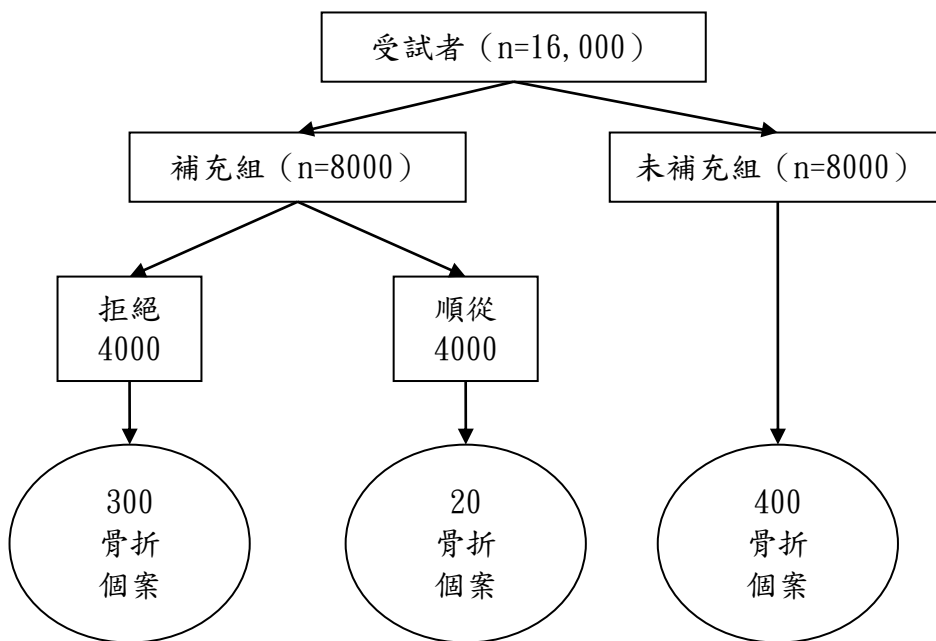 受試者（n=16,000）
補充組（n=8000）
未補充組（n=8000）
拒絕
4000
順從
4000
300
骨折
個案
20
骨折
個案
400
骨折
個案